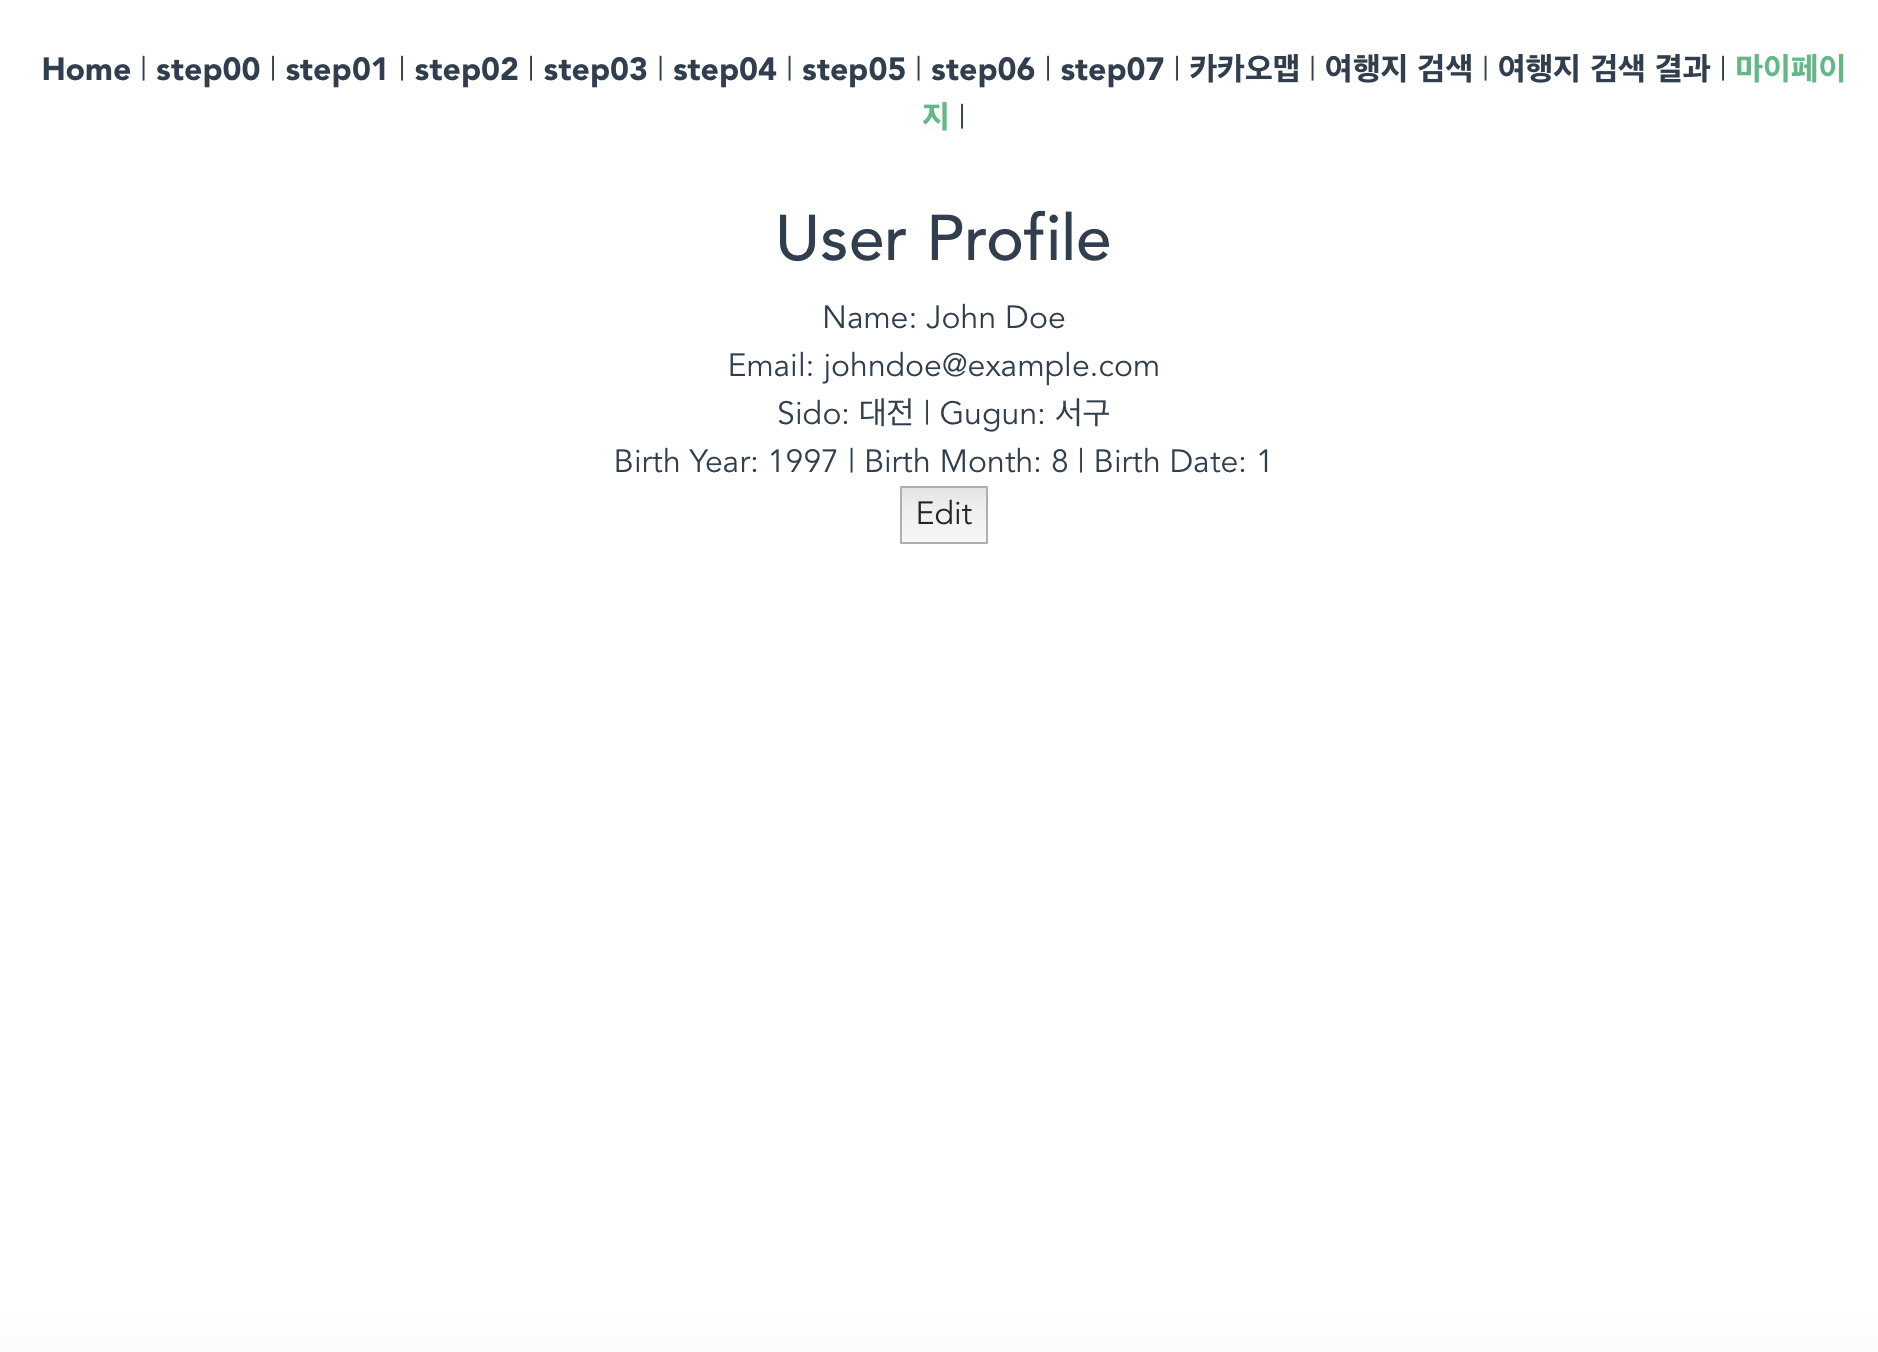 Home | step00 | step01 | step02 | step03 | step04 | step05 | step06 | step07 | 카카오맵 | 여행지 검색 | 여행지 검색 결과 | 마이페이
지 |
User Profile
Name: John Doe
Email: johndoe@example.com
Sido: 대전 | Gugun: 서구
Birth Year: 1997 | Birth Month: 8 | Birth Date: 1
Edit